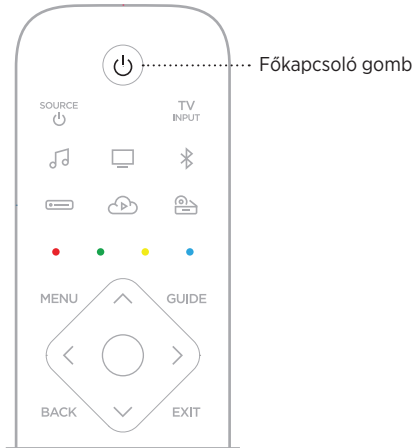 Főkapcsoló gomb
SOURCE
TV
INPUT
MENU
GUIDE
BACK
EXIT